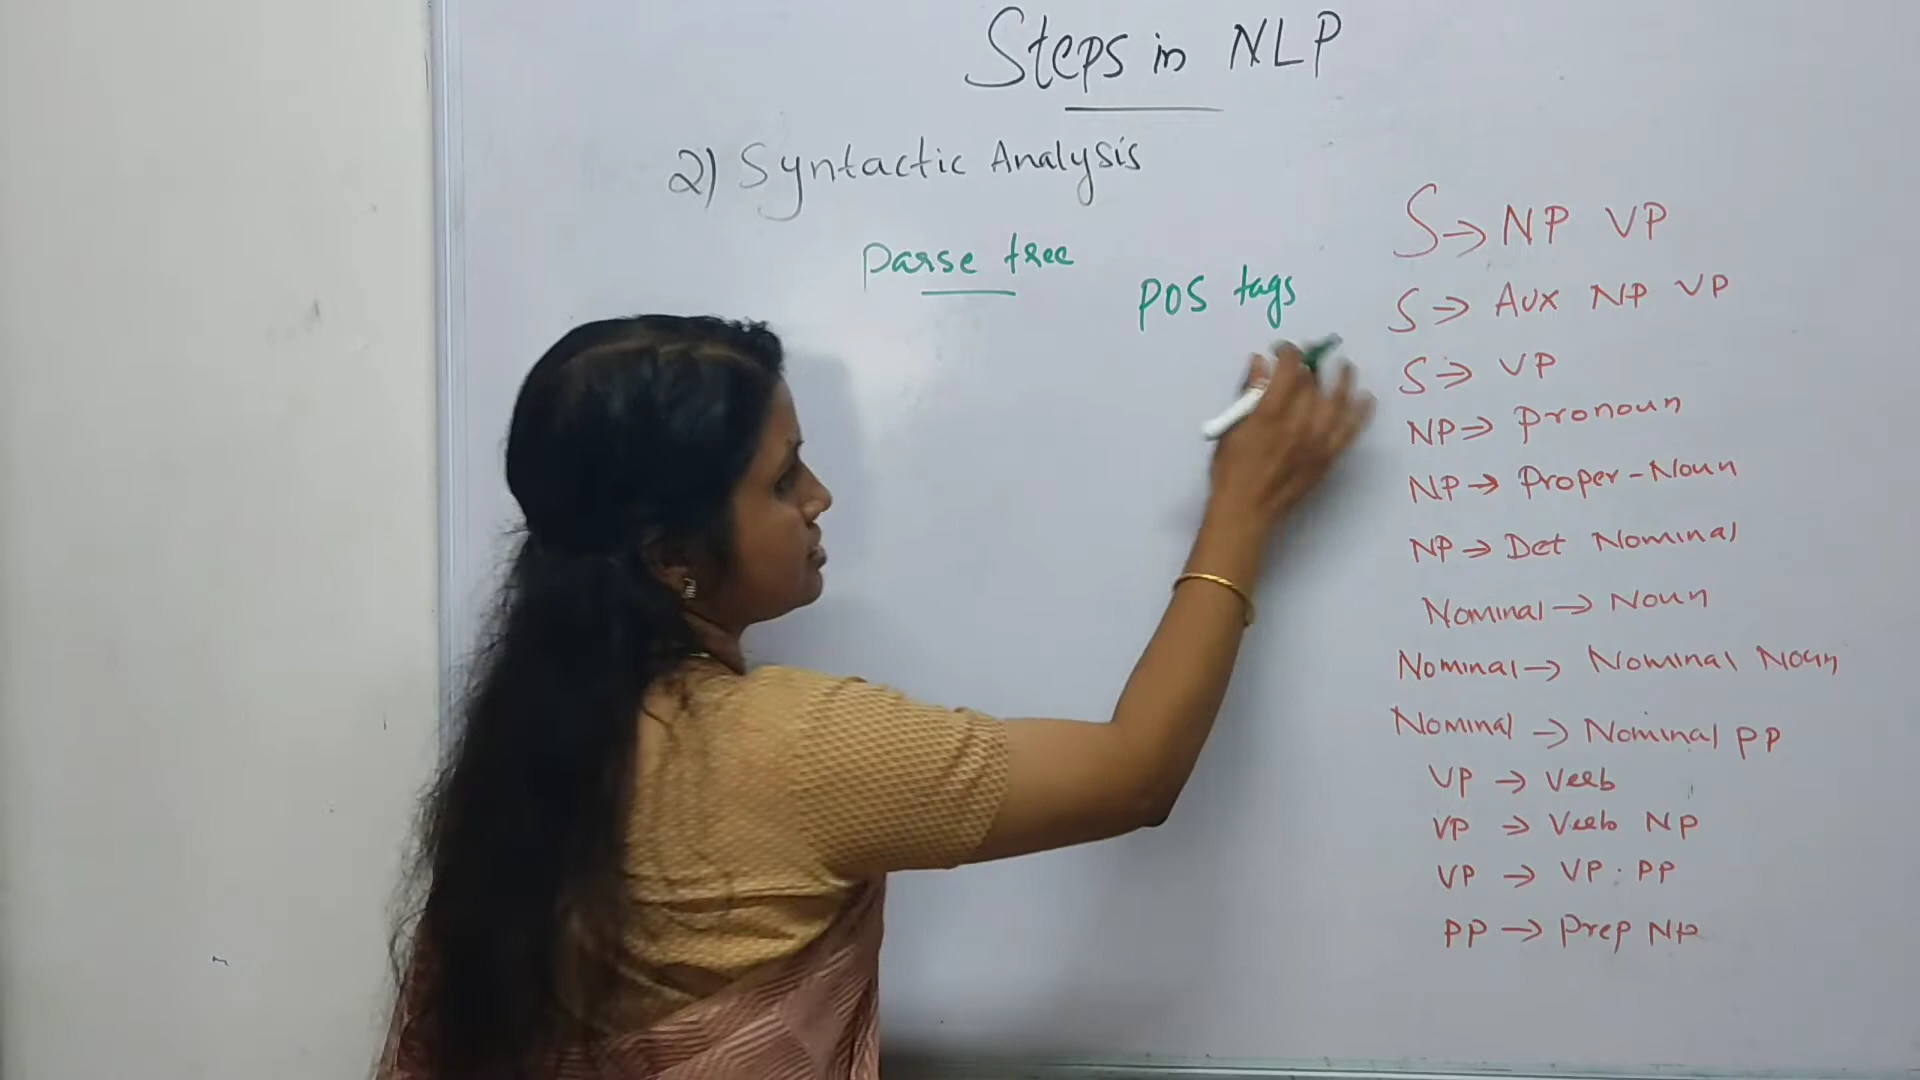 Steps in NLP
2) Syntactic Analysis
Parse tree
POS tags
S → NP VP
S → Aux NP VP
S → VP
NP → pronoun
NP → Proper-Noun
NP → Det Nominal
Nominal → Noun
Nominal → Nominal Noun
Nominal → Nominal PP
VP → Verb
VP → Verb NP
VP → VP PP
PP → Prep NP